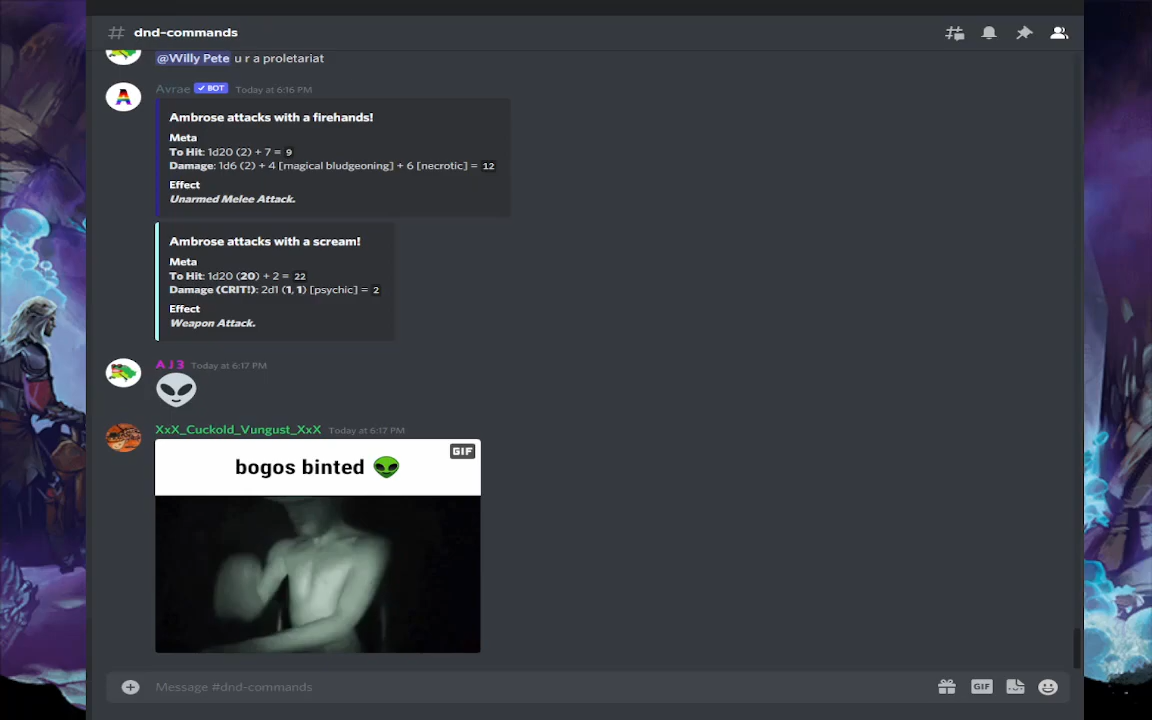 # dnd-commands
@Willy Pete u r a proletariat
Avrae ✓ BOT Today at 6:16 PM
Ambrose attacks with a firehands!
Meta
To Hit: 1d20 (2) + 7 = 9
Damage: 1d6 (2) + 4 [magical bludgeoning] + 6 [necrotic] = 12
Effect
Unarmed Melee Attack.
Ambrose attacks with a scream!
Meta
To Hit: 1d20 (20) + 2 = 22
Damage (CRIT!): 2d1 (1, 1) [psychic] = 2
Effect
Weapon Attack.
A J 3 Today at 6:17 PM
XxX_Cuckold_Vungust_XxX Today at 6:17 PM
GIF
bogos binted 👽
Message #dnd-commands
GIF